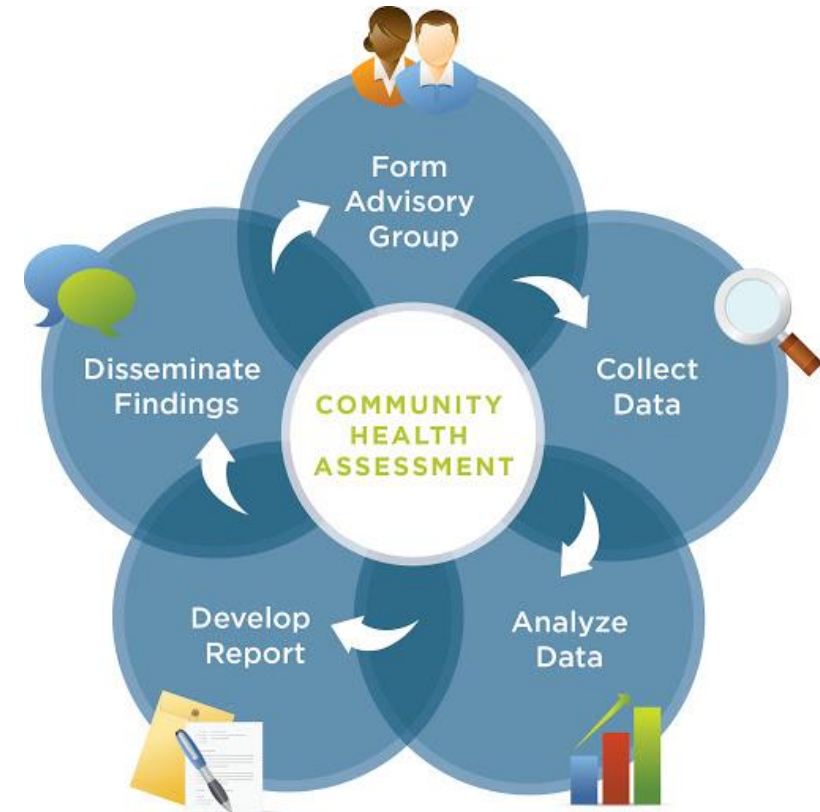 Form
Advisory
Group
Collect
Data
Analyze
Data
Develop
Report
Disseminate
Findings
COMMUNITY
HEALTH
ASSESSMENT